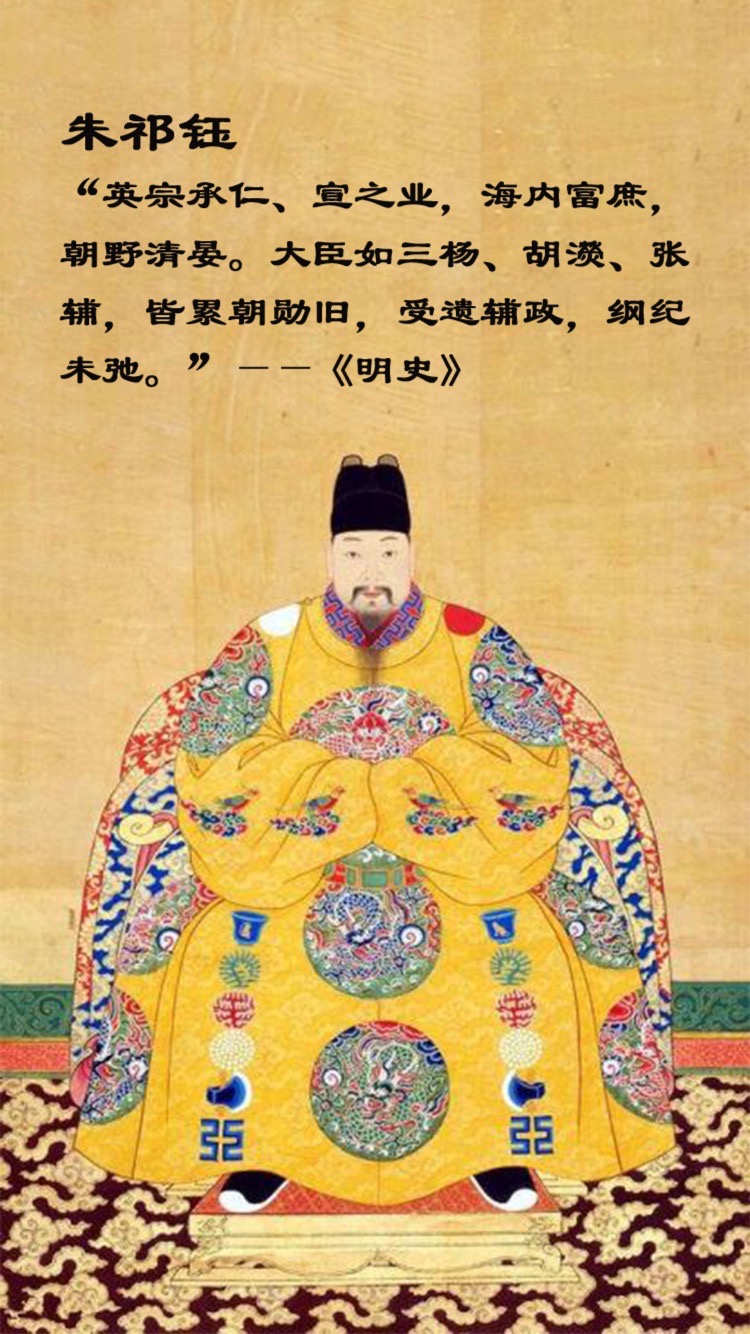 朱祁钰
“英宗承仁、宣之业，海内富庶，
朝野清晏。大臣如三杨、胡濙、张
辅，皆累朝勋旧，受遗辅政，纲纪
未弛。”——《明史》